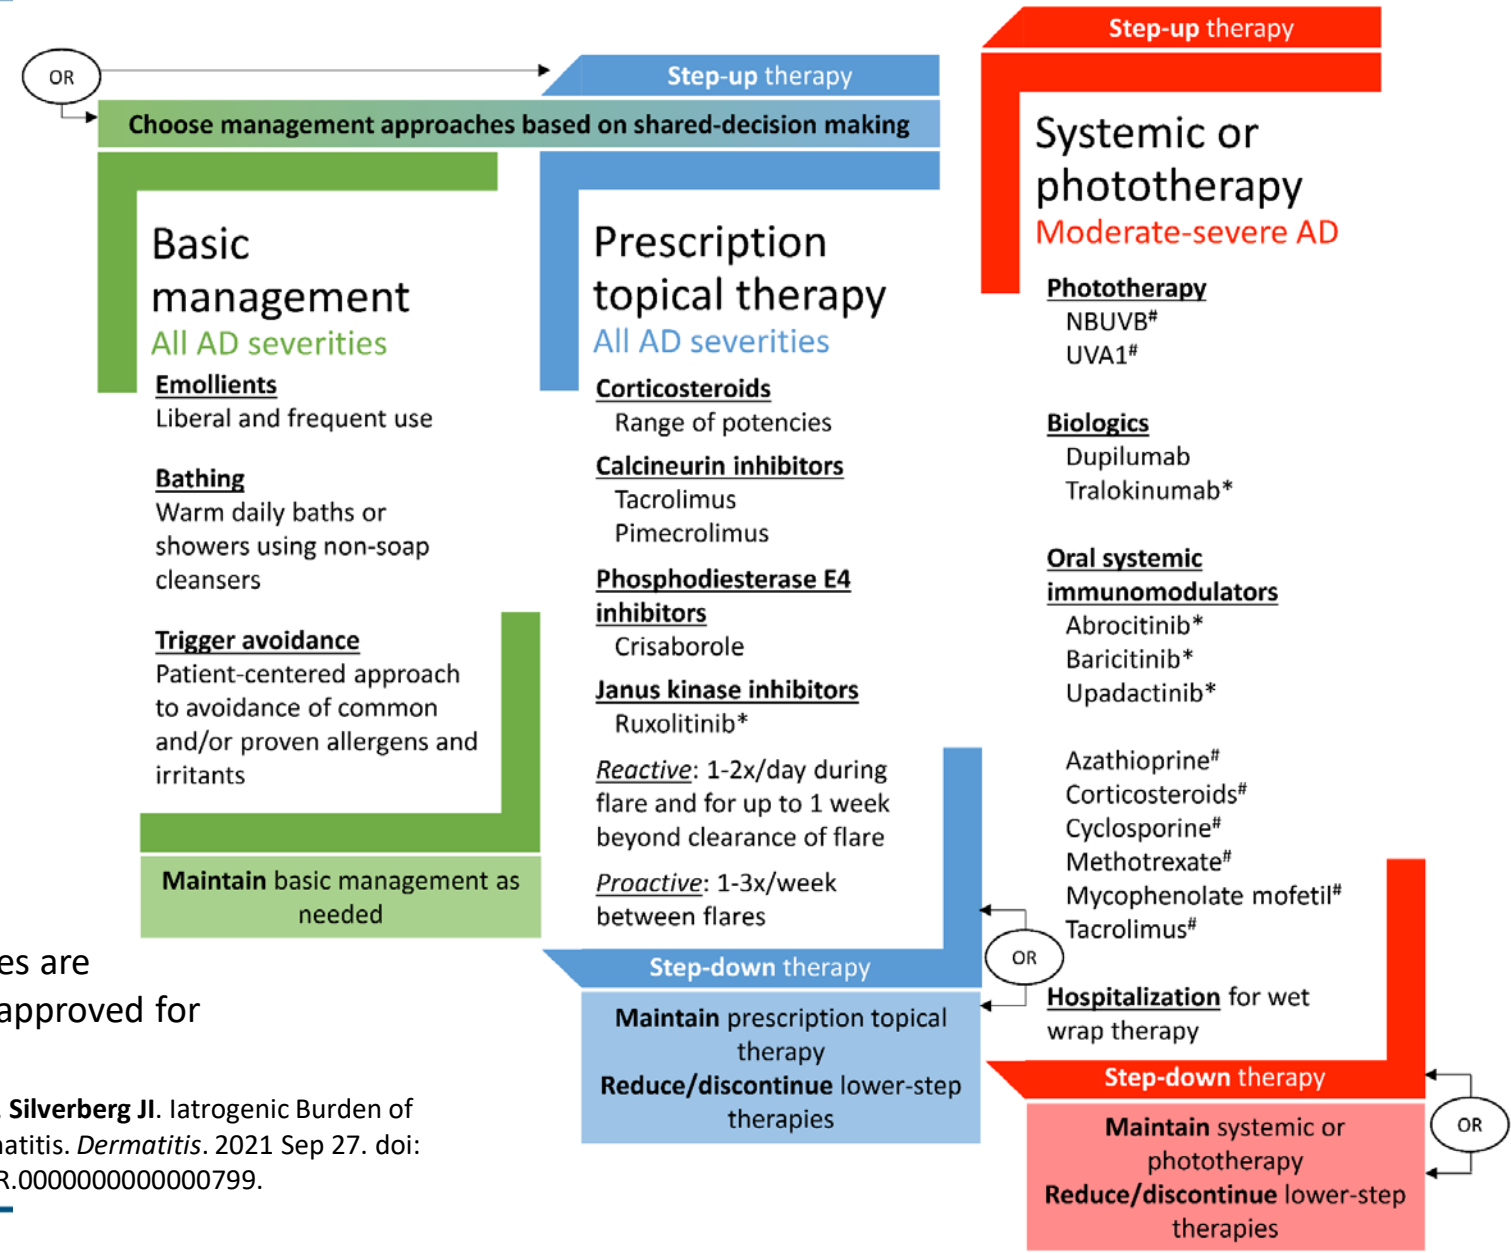 OR
Step-up therapy
Choose management approaches based on shared-decision making
Basic
management
All AD severities
Emollients
Liberal and frequent use
Bathing
Warm daily baths or
showers using non-soap
cleansers
Trigger avoidance
Patient-centered approach
to avoidance of common
and/or proven allergens and
irritants
Maintain basic management as
needed
Prescription
topical therapy
All AD severities
Corticosteroids
Range of potencies
Calcineurin inhibitors
Tacrolimus
Pimecrolimus
Phosphodiesterase E4
inhibitors
Crisaborole
Janus kinase inhibitors
Ruxolitinib*
Reactive: 1-2x/day during
flare and for up to 1 week
beyond clearance of flare
Proactive: 1-3x/week
between flares
Step-down therapy
Maintain prescription topical
therapy
Reduce/discontinue lower-step
therapies
OR
Step-up therapy
Systemic or
phototherapy
Moderate-severe AD
Phototherapy
NBUVB#
UVA1#
Biologics
Dupilumab
Tralokinumab*
Oral systemic
immunomodulators
Abrocitinib*
Baricitinib*
Upadactinib*
Azathioprine#
Corticosteroids#
Cyclosporine#
Methotrexate#
Mycophenolate mofetil#
Tacrolimus#
Hospitalization for wet
wrap therapy
Step-down therapy
Maintain systemic or
phototherapy
Reduce/discontinue lower-step
therapies
OR
es are
approved for
. Silverberg JI. Iatrogenic Burden of
natitis. Dermatitis. 2021 Sep 27. doi:
R.0000000000000799.